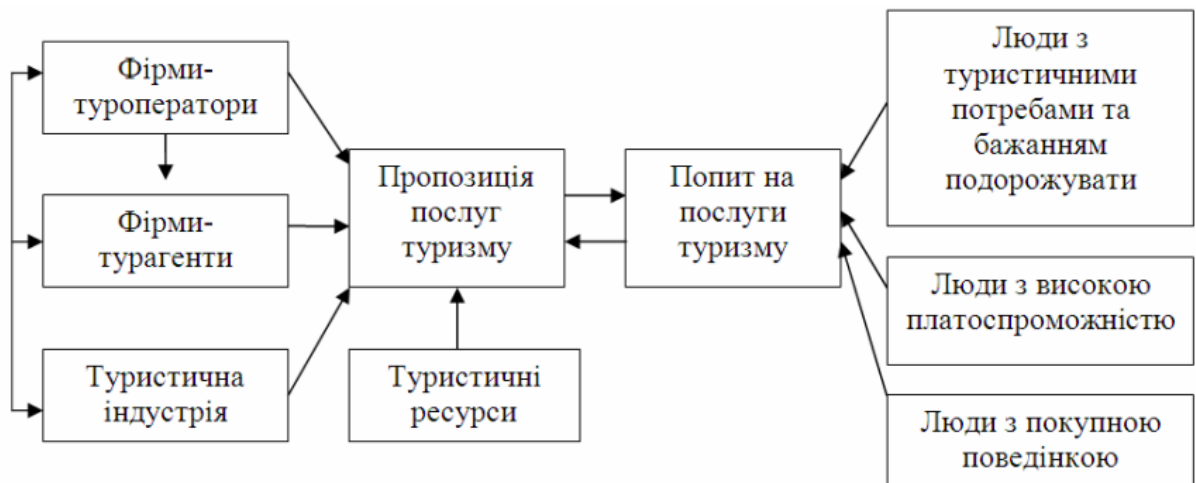 Фірми-
туроператори
Фірми-
турагенти
Туристична
індустрія
Пропозиція
послуг
туризму
Туристичні
ресурси
Попит на
послуги
туризму
Люди з
туристичними
потребами та
бажанням
подорожувати
Люди з високою
платоспроможністю
Люди з покупною
поведінкою